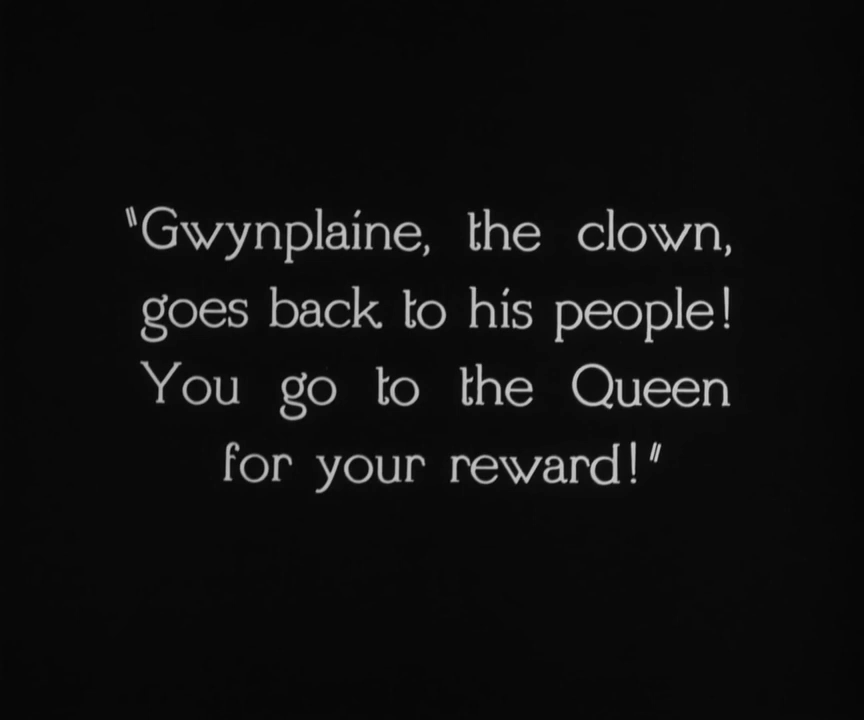 "Gwynplaine, the clown,
goes back to his people!
You go to the Queen
for your reward!"